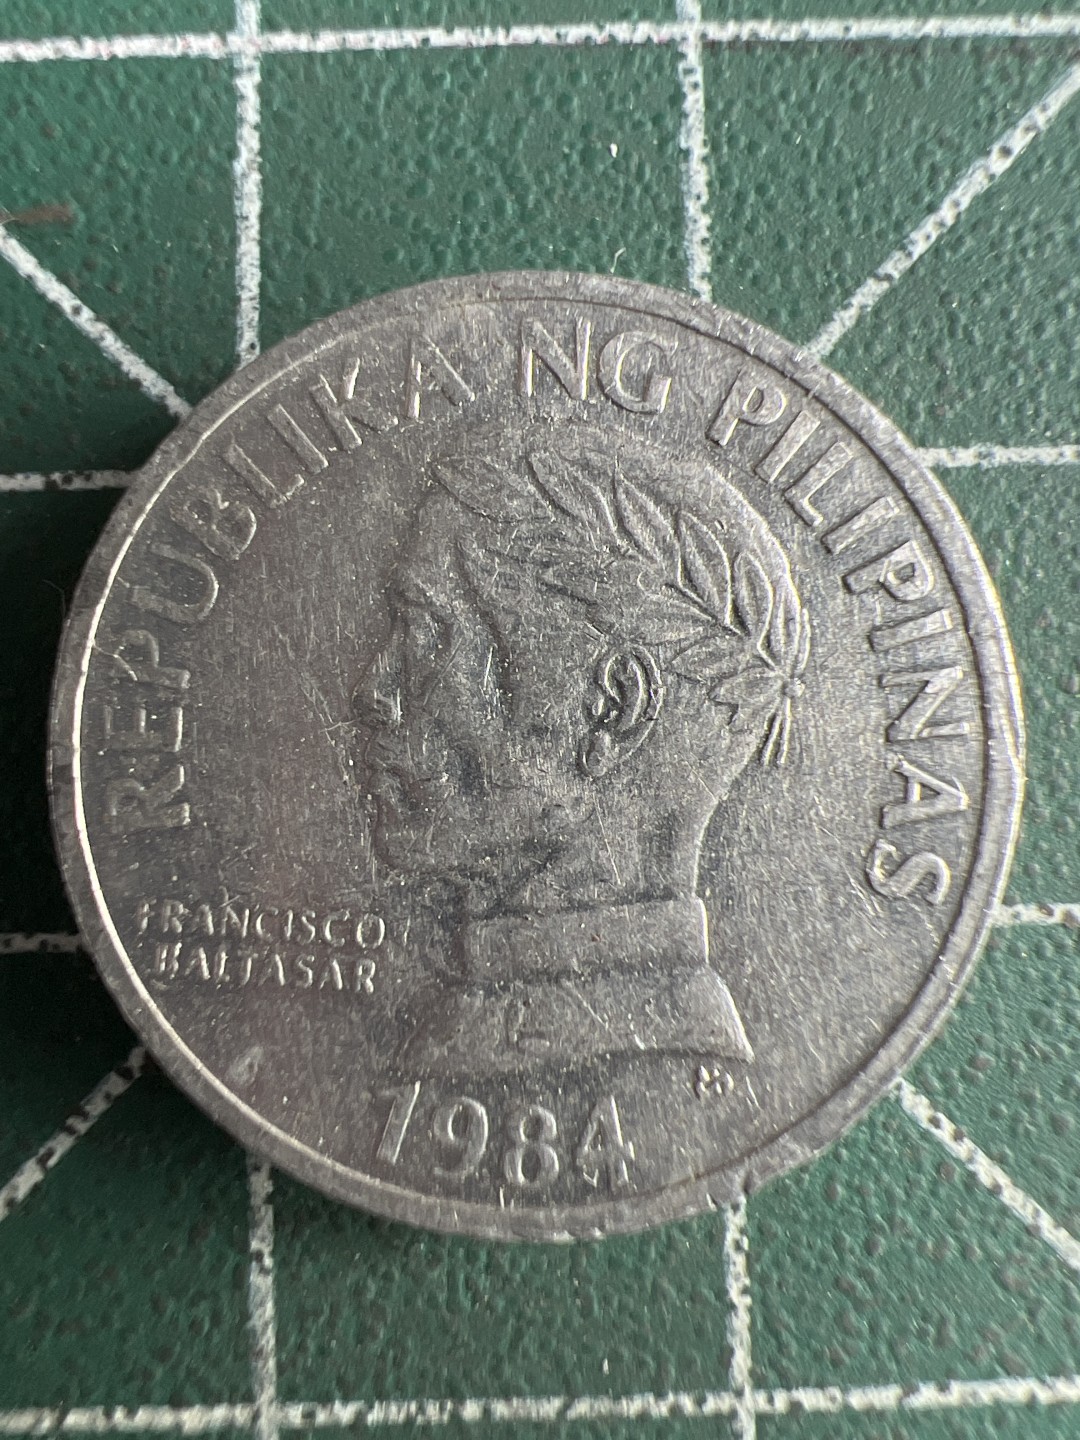 REPUBLIKA NG PILIPINAS
FRANCISCO
BALTASAR
1984